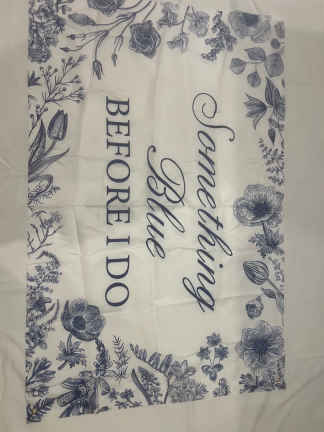 Something
Blue
BEFORE I DO